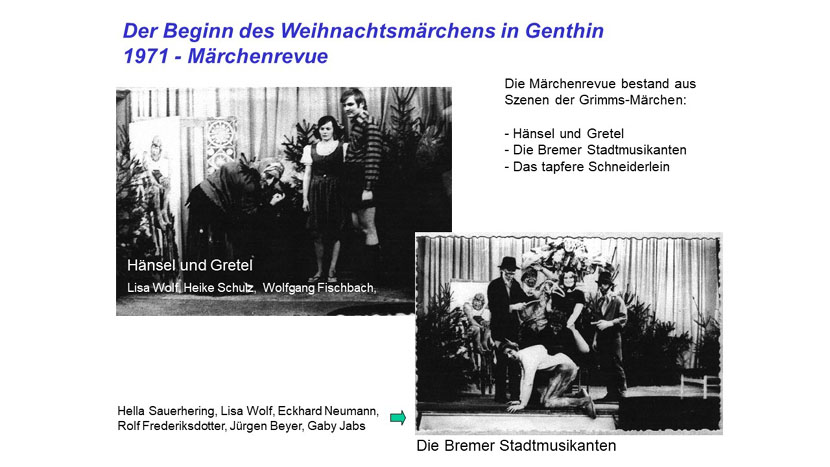 Der Beginn des Weihnachtsmärchens in Genthin
1971 - Märchenrevue
Die Märchenrevue bestand aus
Szenen der Grimms-Märchen:
- Hänsel und Gretel
- Die Bremer Stadtmusikanten
- Das tapfere Schneiderlein
Hänsel und Gretel
Lisa Wolf, Heike Schulz, Wolfgang Fischbach,
Hella Sauerhering, Lisa Wolf, Eckhard Neumann,
Rolf Frederiksdotter, Jürgen Beyer, Gaby Jabs
Die Bremer Stadtmusikanten